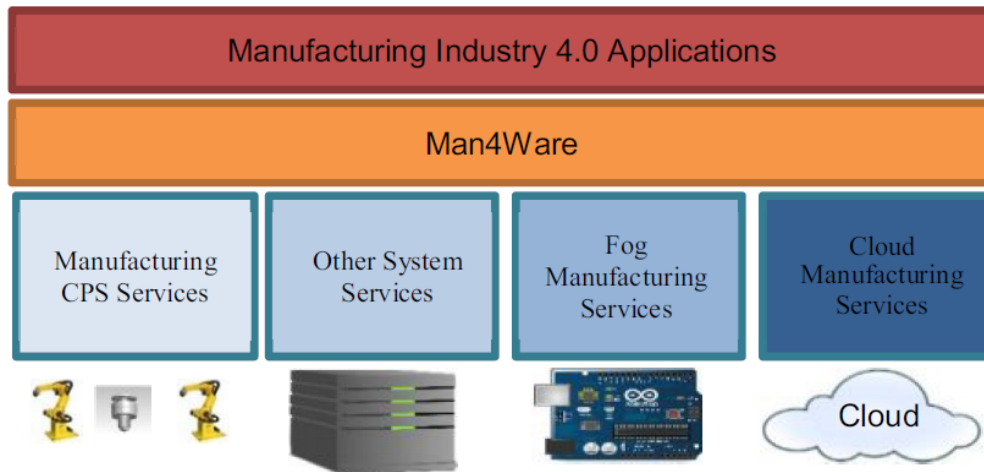 Manufacturing Industry 4.0 Applications
Man4Ware
Manufacturing
CPS Services
Other System
Services
Fog
Manufacturing
Services
Cloud
Manufacturing
Services
Cloud